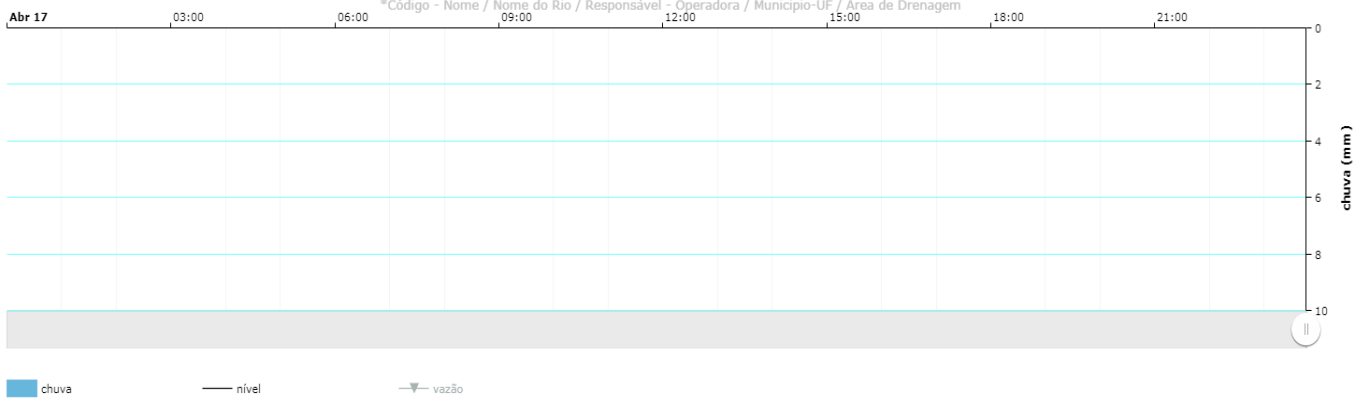 *Código - Nome / Nome do Rio / Responsável - Operadora / Município-UF / Área de Drenagem
Abr 17 03:00 06:00 09:00 12:00 15:00 18:00 21:00
0
2
4
6
8
10
chuva (mm)
chuva nível vazão